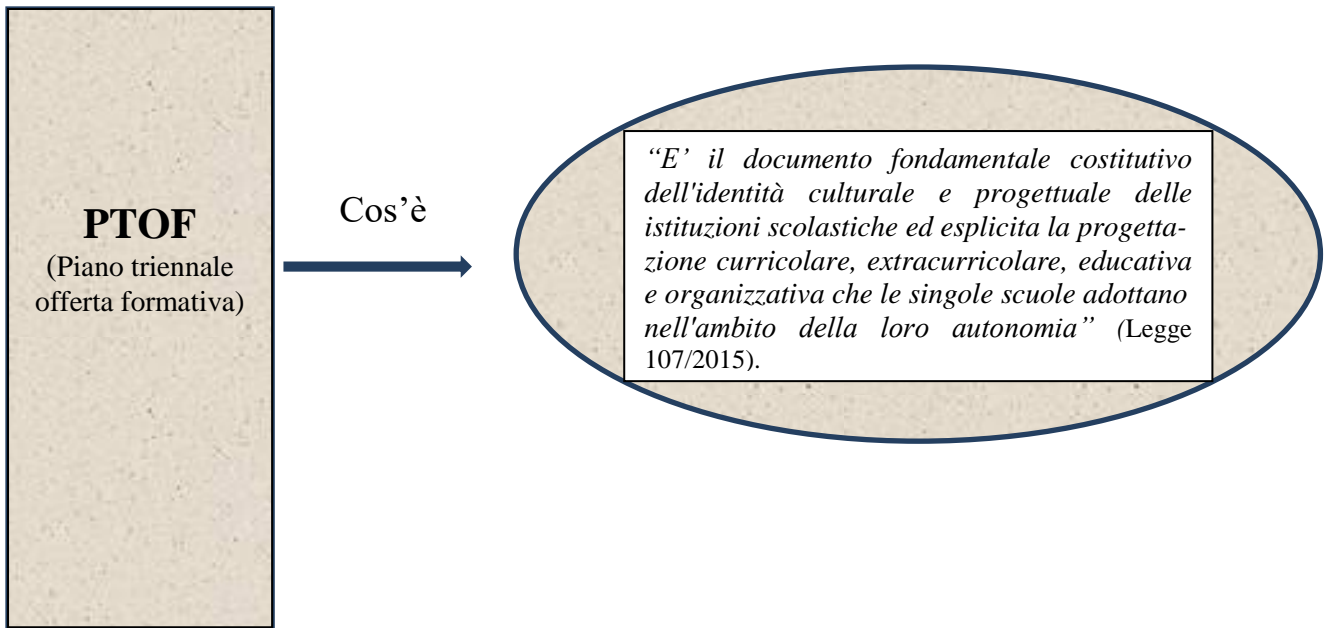 PTOF
(Piano triennale
offerta formativa)
Cos’è
“E’ il documento fondamentale costitutivo
dell'identità culturale e progettuale delle
istituzioni scolastiche ed esplicita la progetta-
zione curricolare, extracurricolare, educativa
e organizzativa che le singole scuole adottano
nell'ambito della loro autonomia” (Legge
107/2015).